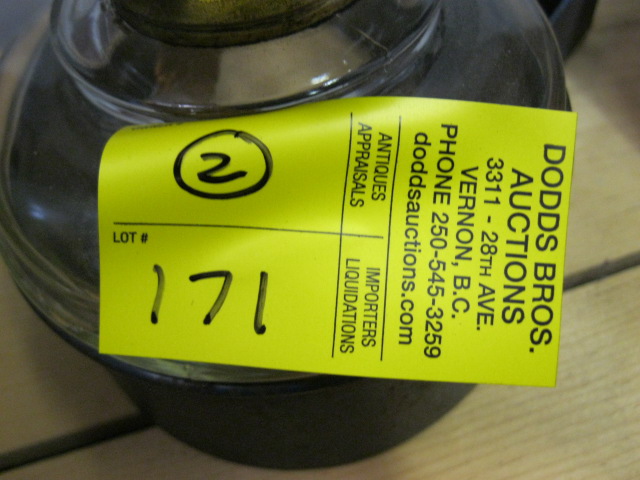 DODDS BROS.
AUCTIONS
3311 - 28TH AVE.
VERNON, B.C.
PHONE 250-545-3259
doddsauctions.com
ANTIQUES
APPRAISALS
IMPORTERS
LIQUIDATIONS
2
LOT #
171